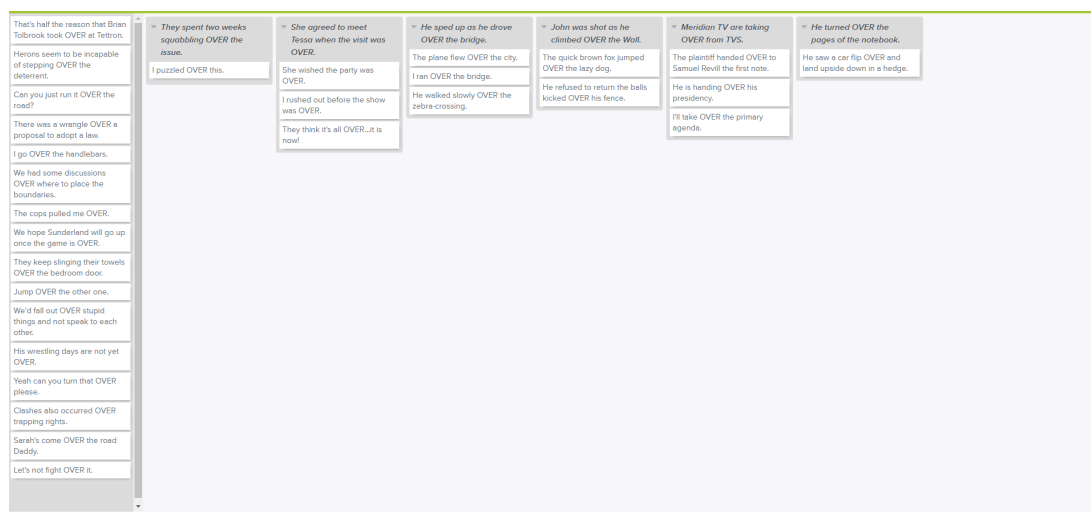 That's half the reason that Brian
Tolbrook took OVER at Tettron.
Herons seem to be incapable
of stepping OVER the
deterrent.
Can you just run it OVER the
road?
There was a wrangle OVER a
proposal to adopt a law.
I go OVER the handlebars.
We had some discussions
OVER where to place the
boundaries.
The cops pulled me OVER.
We hope Sunderland will go up
once the game is OVER.
They keep slinging their towels
OVER the bedroom door.
Jump OVER the other one.
We'd fall out OVER stupid
things and not speak to each
other.
His wrestling days are not yet
OVER.
Yeah can you turn that OVER
please.
Clashes also occurred OVER
trapping rights.
Sarah's come OVER the road
Daddy.
Let's not fight OVER it.
They spent two weeks
squabbling OVER the
issue.
I puzzled OVER this.
She agreed to meet
Tessa when the visit was
OVER.
She wished the party was
OVER.
I rushed out before the show
was OVER.
They think it's all OVER...it is
now!
He sped up as he drove
OVER the bridge.
The plane flew OVER the city.
I ran OVER the bridge.
He walked slowly OVER the
zebra-crossing.
John was shot as he
climbed OVER the Wall.
The quick brown fox jumped
OVER the lazy dog.
He refused to return the balls
kicked OVER his fence.
Meridian TV are taking
OVER from TVS.
The plaintiff handed OVER to
Samuel Revill the first note.
He is handing OVER his
presidency.
I'll take OVER the primary
agenda.
He turned OVER the
pages of the notebook.
He saw a car flip OVER and
land upside down in a hedge.